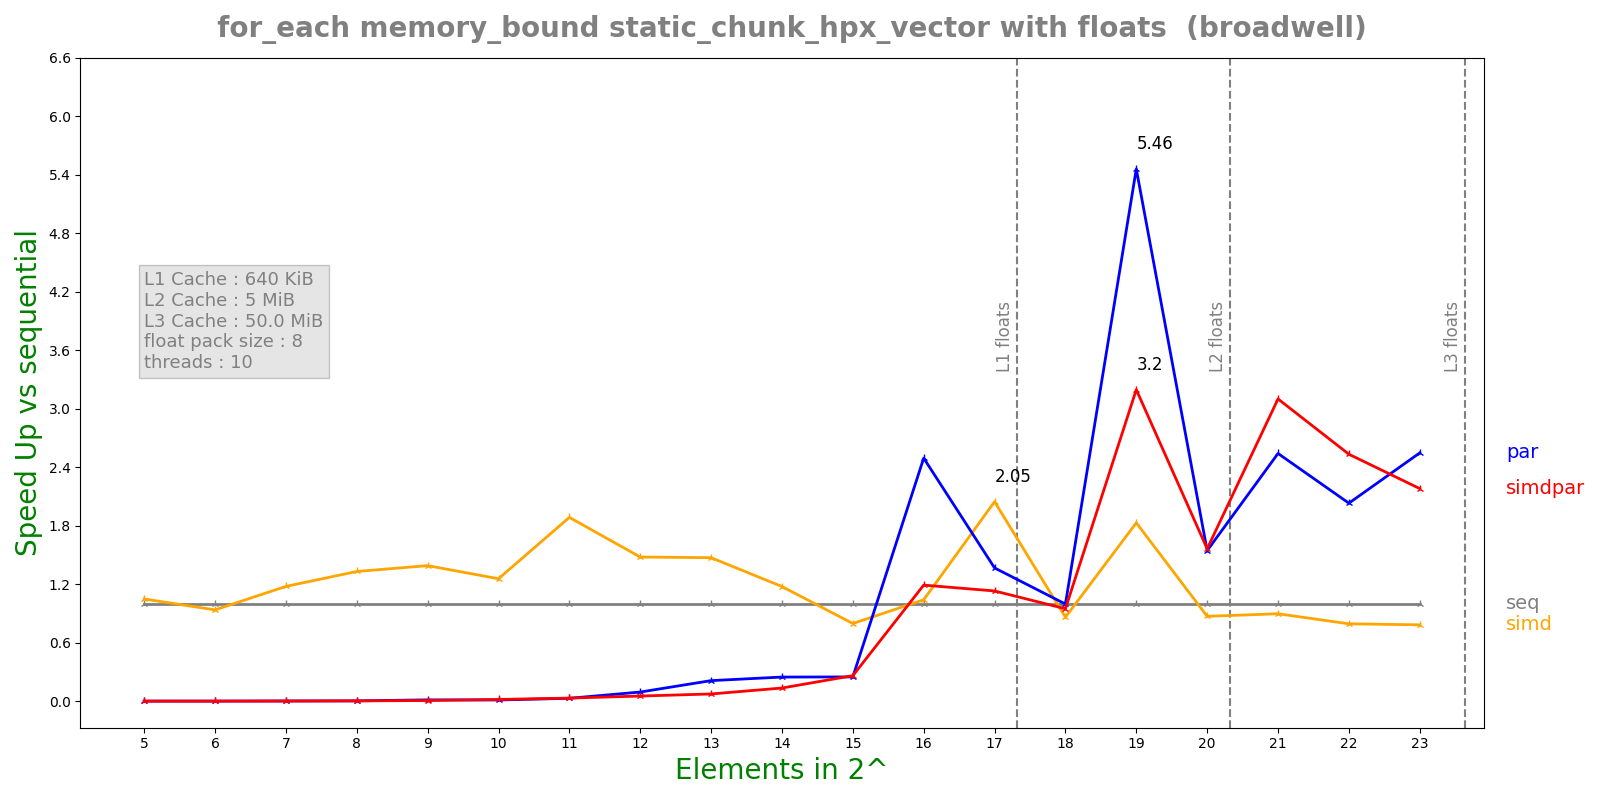 for_each memory_bound static_chunk_hpx_vector with floats (broadwell)
Speed Up vs sequential
6.6
6.0
5.4
4.8
4.2
3.6
3.0
2.4
1.8
1.2
0.6
0.0
L1 Cache : 640 KiB
L2 Cache : 5 MiB
L3 Cache : 50.0 MiB
float pack size : 8
threads : 10
5.46
3.2
2.05
L1 floats
L2 floats
L3 floats
par
simdpar
seq
simd
5 6 7 8 9 10 11 12 13 14 15 16 17 18 19 20 21 22 23
Elements in 2^